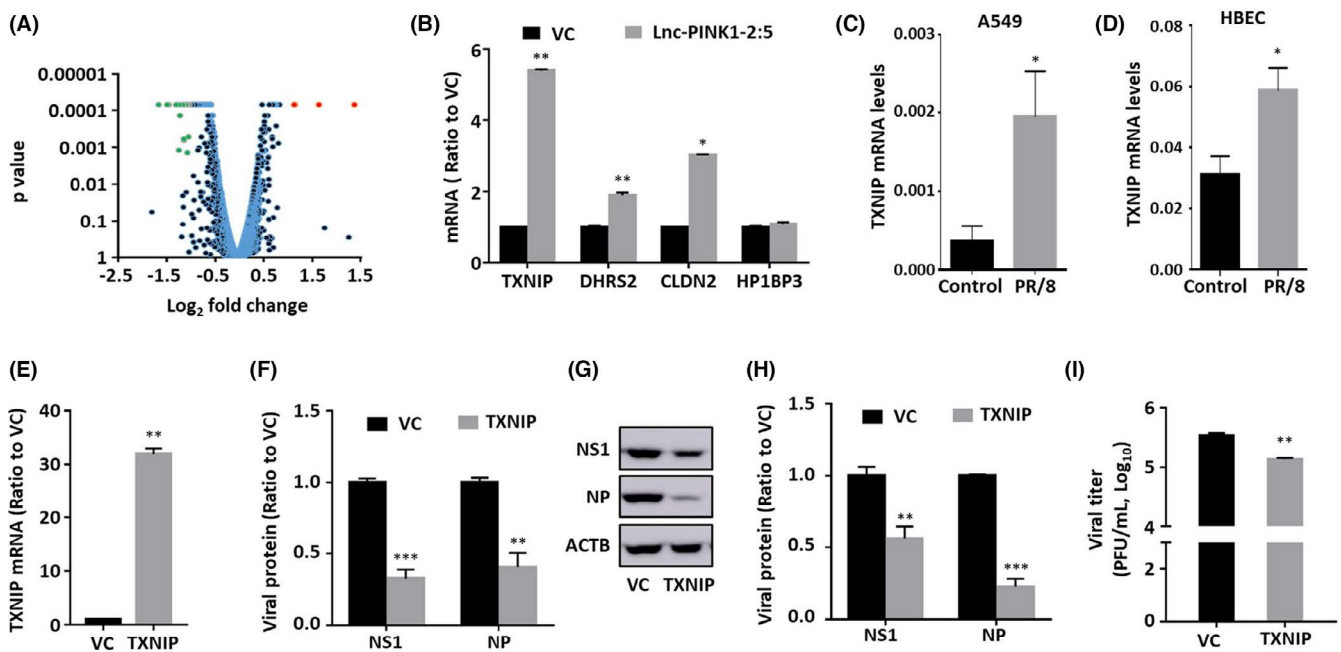 (A)
0.00001
0.0001
0.001
0.01
0.1
1
p value
-2.5 -1.5 -0.5 0.5 1.5 2.5
Log2 fold change
(B)
VC Lnc-PINK1-2:5
mRNA ( Ratio to VC)
6
4
2
0
** ** *
TXNIP DHRS2 CLDN2 HP1BP3
(C)
A549
TXNIP mRNA levels
0.003
0.002
0.001
0.000
*
Control PR/8
(D)
HBEC
TXNIP mRNA levels
0.08
0.06
0.04
0.02
0.00
*
Control PR/8
(E)
TXNIP mRNA (Ratio to VC)
40
30
20
10
0
**
VC TXNIP
(F)
VC TXNIP
Viral protein (Ratio to VC)
1.5
1.0
0.5
0.0
*** **
NS1 NP
(G)
NS1
NP
ACTB
VC TXNIP
(H)
VC TXNIP
Viral protein (Ratio to VC)
1.5
1.0
0.5
0.0
** ***
NS1 NP
(I)
Viral titer
(PFU/mL, Log10)
6
5
4
4
2
0
**
VC TXNIP